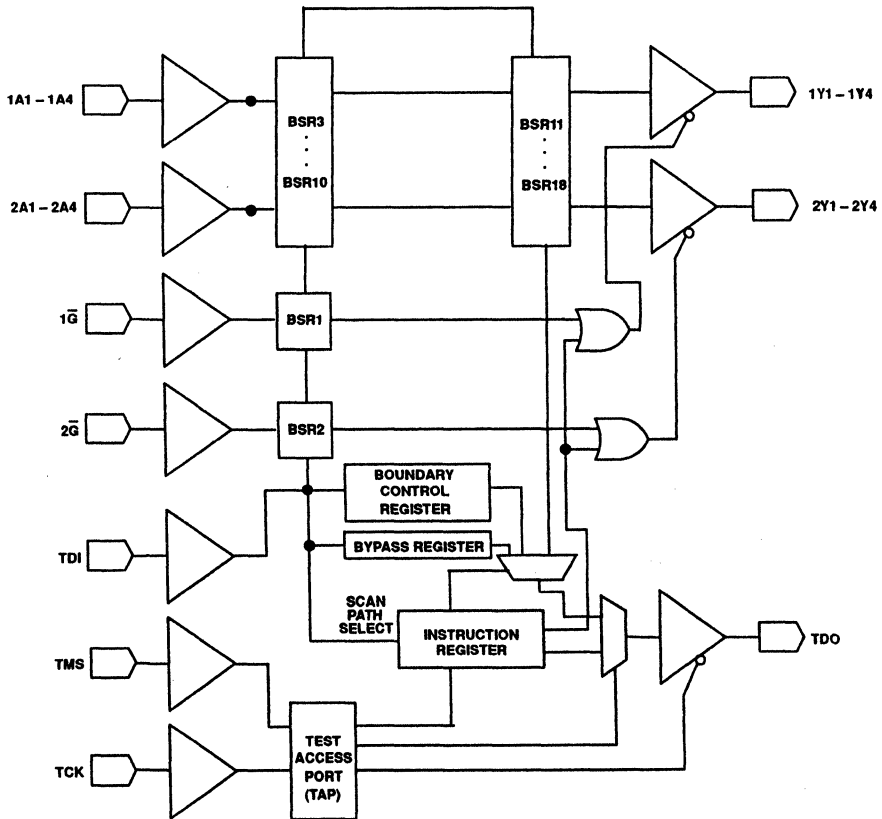 1A1 – 1A4
BSR3
BSR10
BSR11
BSR18
1Y1 – 1Y4
2A1 – 2A4
2Y1 – 2Y4
1G̅
BSR1
2G̅
BSR2
BOUNDARY
CONTROL
REGISTER
TDI
BYPASS REGISTER
SCAN
PATH
SELECT
INSTRUCTION
REGISTER
TDO
TMS
TCK
TEST
ACCESS
PORT
(TAP)